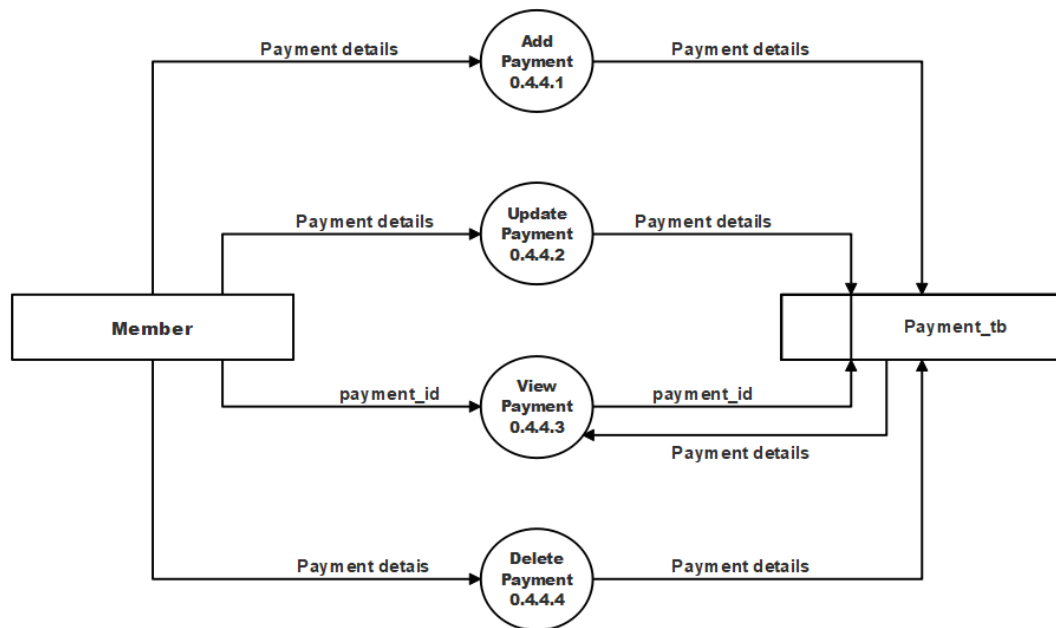 Payment details
Add
Payment
0.4.4.1
Payment details
Payment details
Update
Payment
0.4.4.2
Payment details
Member
Payment_tb
payment_id
View
Payment
0.4.4.3
payment_id
Payment details
Payment detais
Delete
Payment
0.4.4.4
Payment details